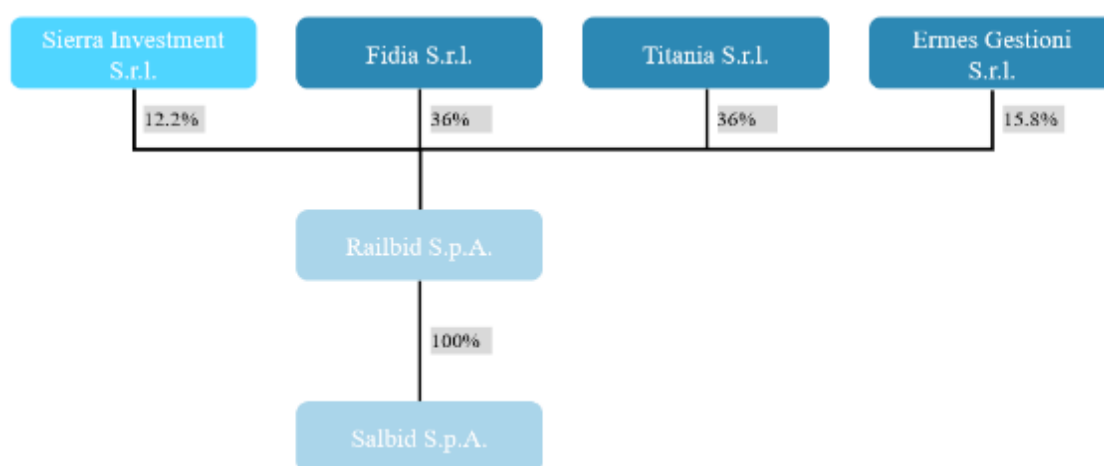 Sierra Investment
S.r.l.
Fidia S.r.l.
Titania S.r.l.
Ermes Gestioni
S.r.l.
12.2%
36%
36%
15.8%
Railbid S.p.A.
100%
Salbid S.p.A.